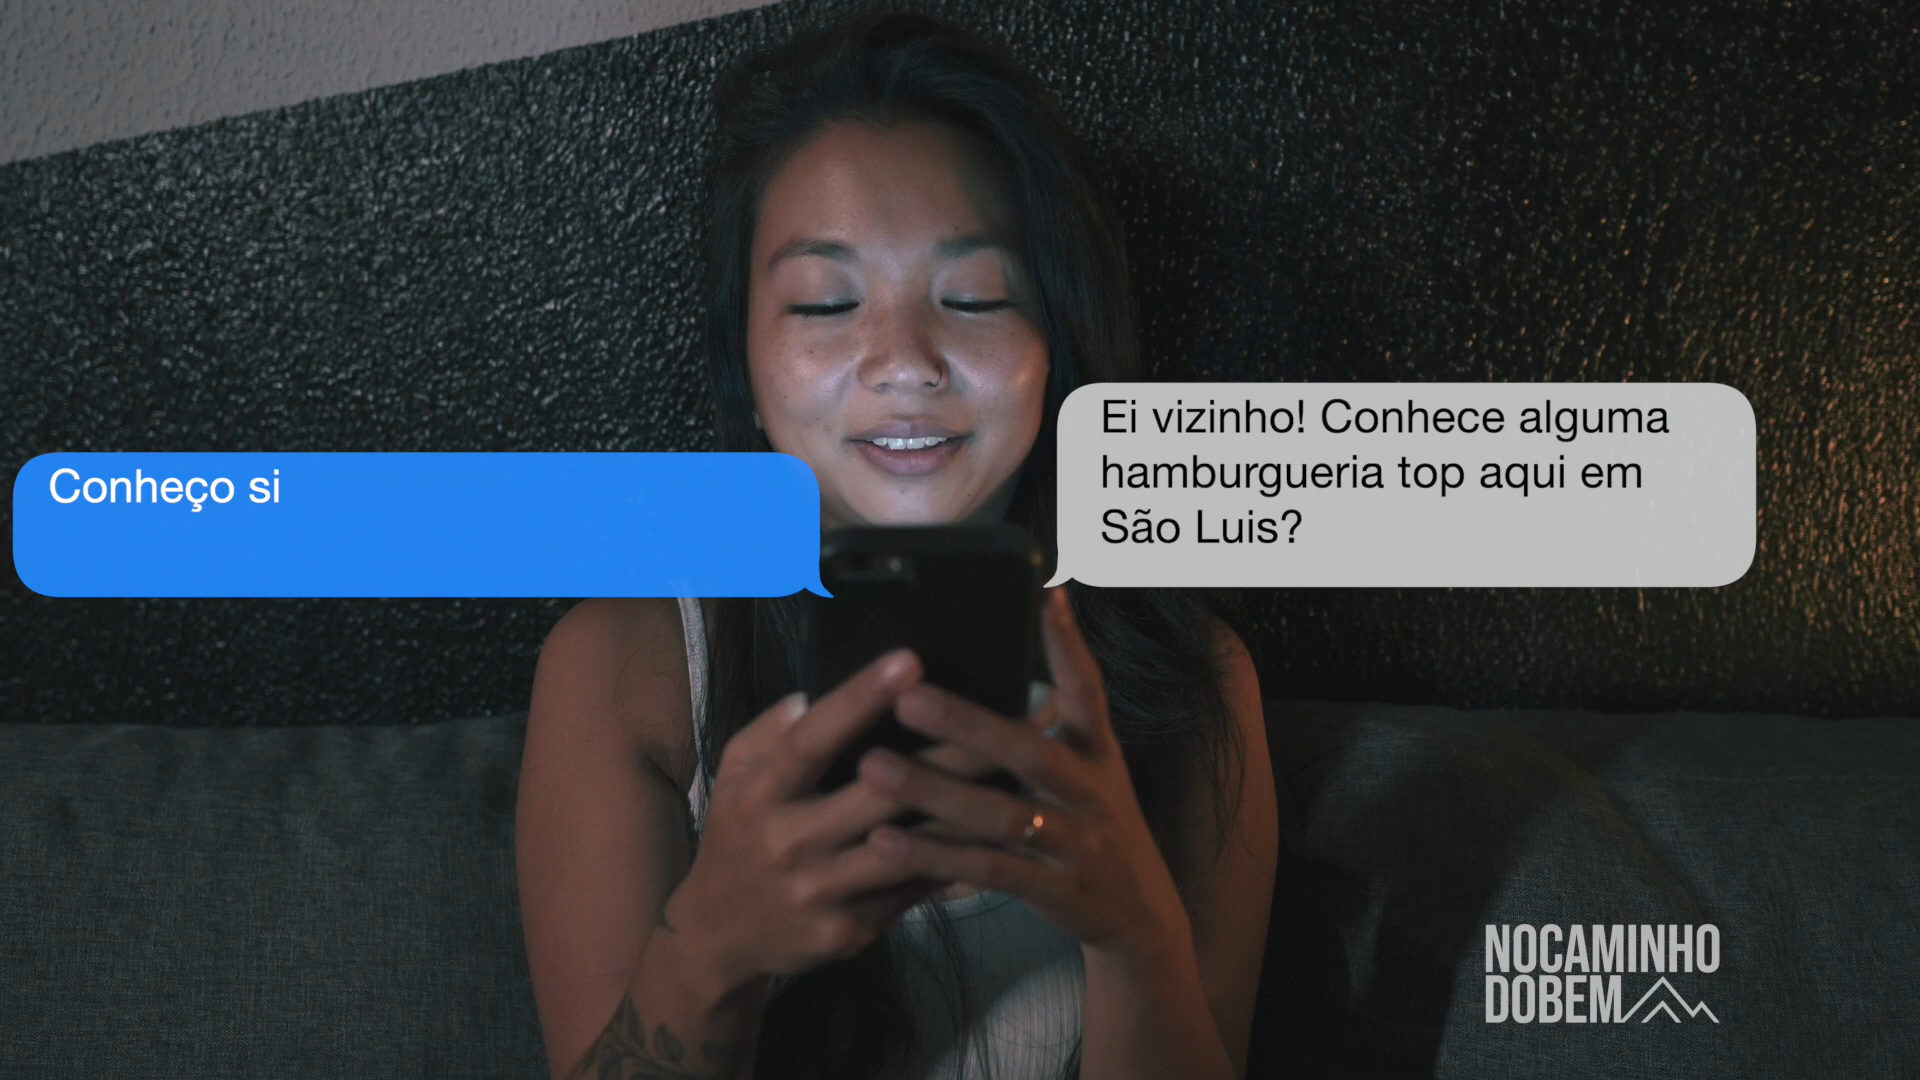 Ei vizinho! Conhece alguma
hamburgueria top aqui em
São Luis?
Conheço si
NOCAMINHO
DOBEM